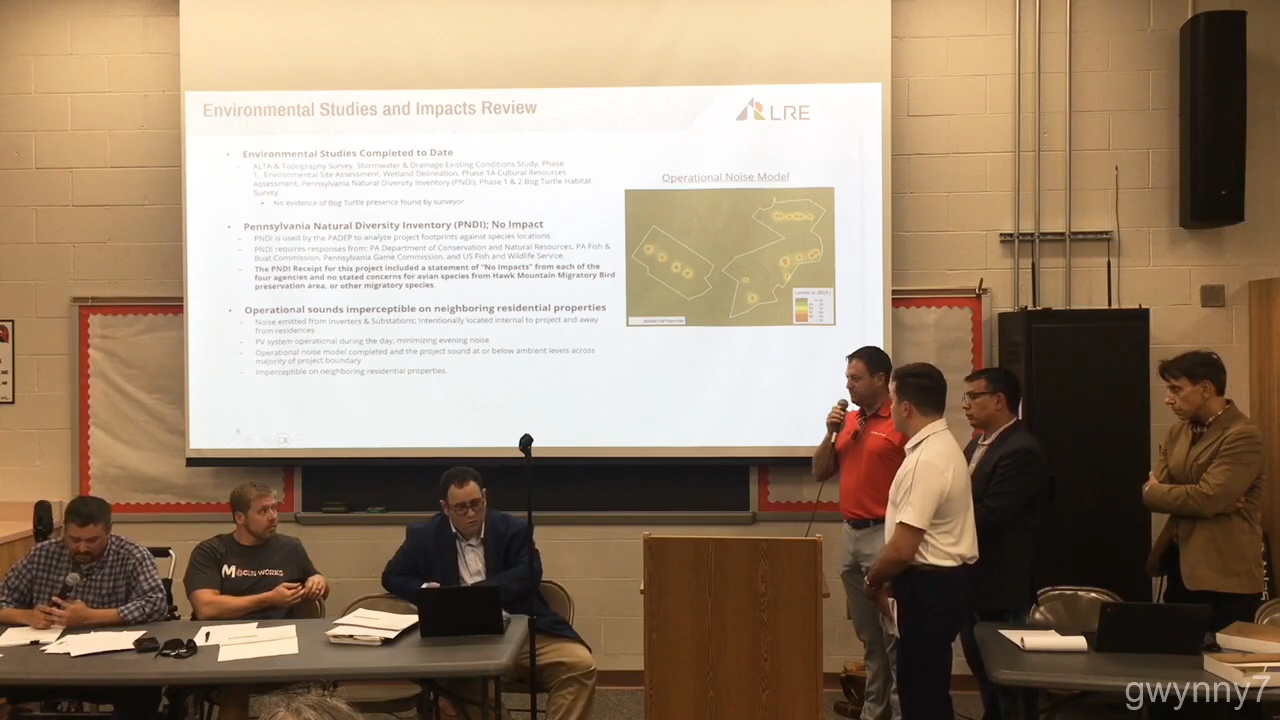 Environmental Studies and Impacts Review
LRE
• Environmental Studies Completed to Date
- ALTA & Topography Survey, Stormwater & Drainage Existing Conditions Study, Phase
1, Environmental Site Assessment, Wetland Delineation, Phase 1A Cultural Resources
Assessment, Pennsylvania Natural Diversity Inventory (PNDI), Phase 1 & 2 Bog Turtle Habitat
Survey.
• No evidence of Bog Turtle presence found by surveyor
• Pennsylvania Natural Diversity Inventory (PNDI); No Impact
- PNDI is used by the PADEP to analyze project footprints against species locations
- PNDI requires responses from: PA Department of Conservation and Natural Resources, PA Fish &
Boat Commission, Pennsylvania Game Commission, and US Fish and Wildlife Service.
- The PNDI Receipt for this project included a statement of "No Impacts" from each of the
four agencies and no stated concerns for avian species from Hawk Mountain Migratory Bird
preservation area, or other migratory species.
• Operational sounds imperceptible on neighboring residential properties
- Noise emitted from Inverters & Substations; Intentionally located internal to project and away
from residences
- PV system operational during the day, minimizing evening noise
- Operational noise model completed and the project sound at or below ambient levels across
majority of project boundary
- Imperceptible on neighboring residential properties.
Operational Noise Model
Levels in dB(A)
8
WORKS
gwynny7